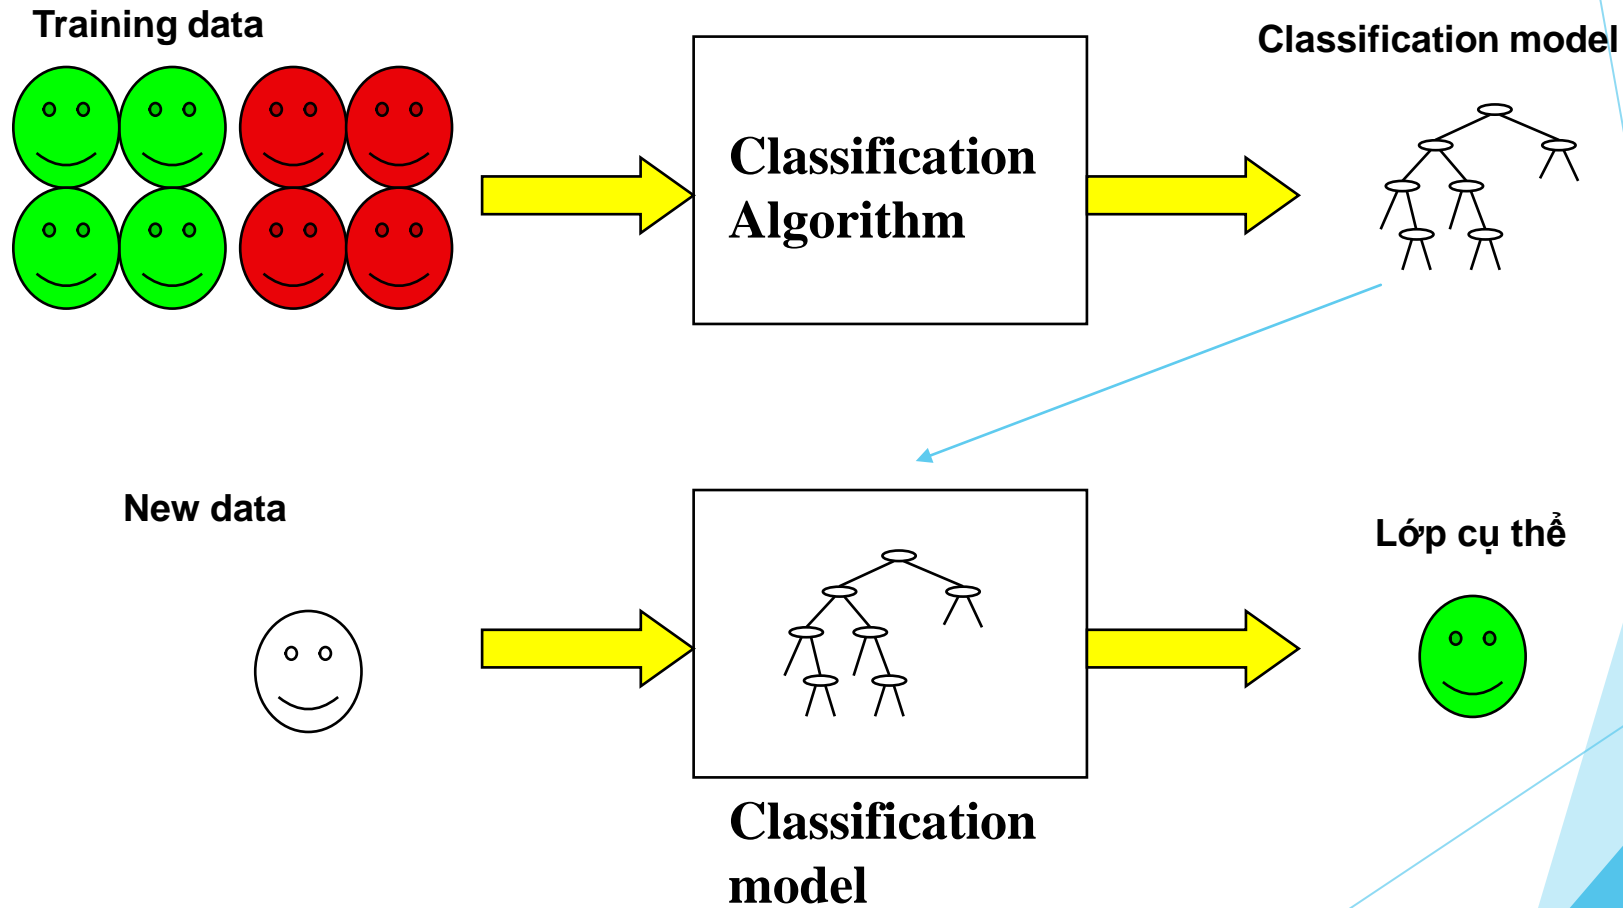 Training data
Classification model
Classification
Algorithm
New data
Lớp cụ thể
Classification
model